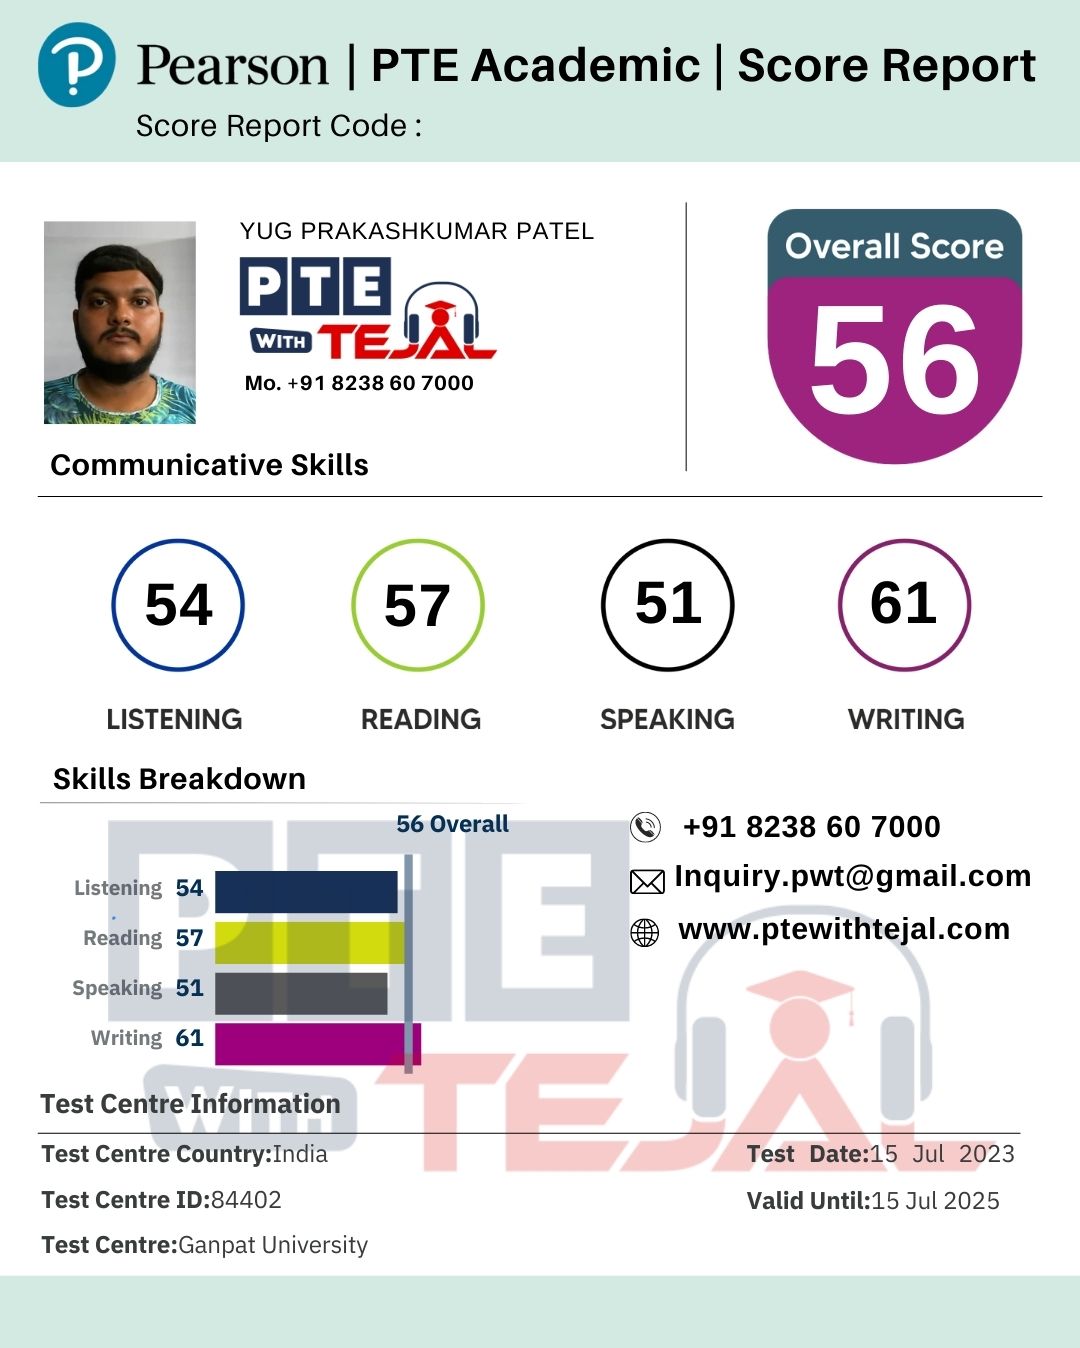 Pearson | PTE Academic | Score Report
Score Report Code :
YUG PRAKASHKUMAR PATEL
PTE
WITH TEJAL
Mo. +91 8238 60 7000
Overall Score
56
Communicative Skills
54 57 51 61
LISTENING READING SPEAKING WRITING
Skills Breakdown
56 Overall
Listening 54
Reading 57
Speaking 51
Writing 61
+91 8238 60 7000
Inquiry.pwt@gmail.com
www.ptewithtejal.com
PTE
WITH TEJAL
Test Centre Information
Test Centre Country:India
Test Date:15 Jul 2023
Test Centre ID:84402
Valid Until:15 Jul 2025
Test Centre:Ganpat University